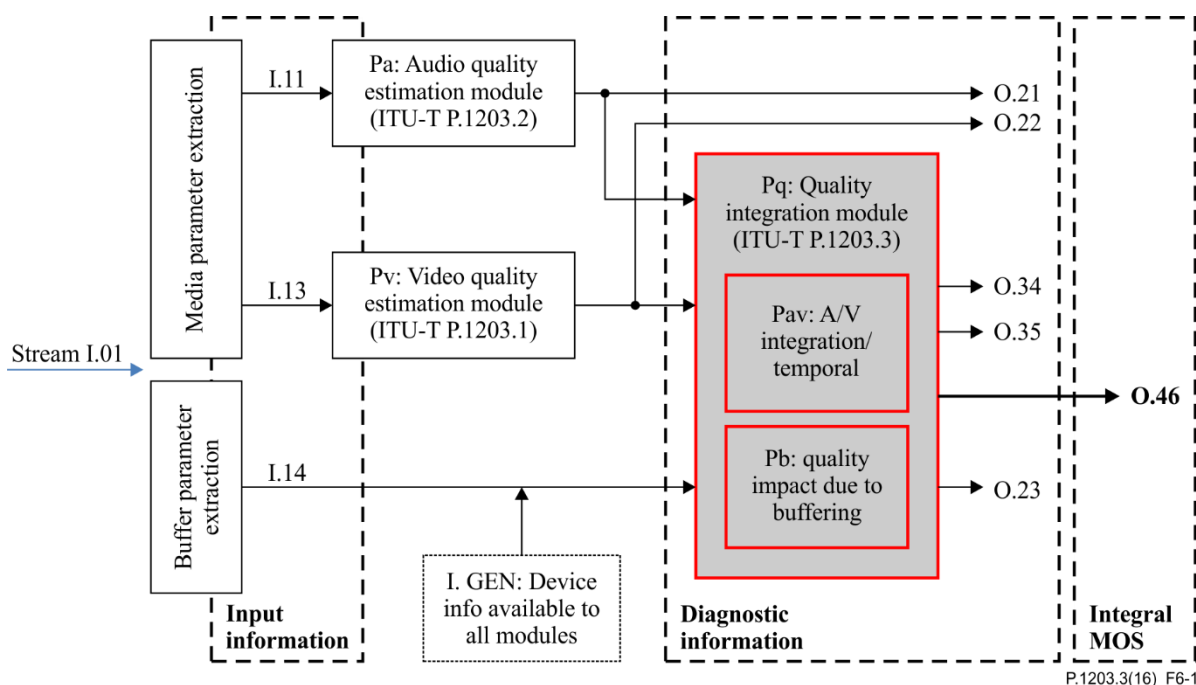 Stream I.01
Media parameter extraction
Buffer parameter
extraction
I.11
I.13
I.14
Input
information
Pa: Audio quality
estimation module
(ITU-T P.1203.2)
Pv: Video quality
estimation module
(ITU-T P.1203.1)
I. GEN: Device
info available to
all modules
Pq: Quality
integration module
(ITU-T P.1203.3)
Pav: A/V
integration/
temporal
Pb: quality
impact due to
buffering
Diagnostic
information
O.21
O.22
O.34
O.35
O.46
O.23
Integral
MOS
P.1203.3(16)_F6-1